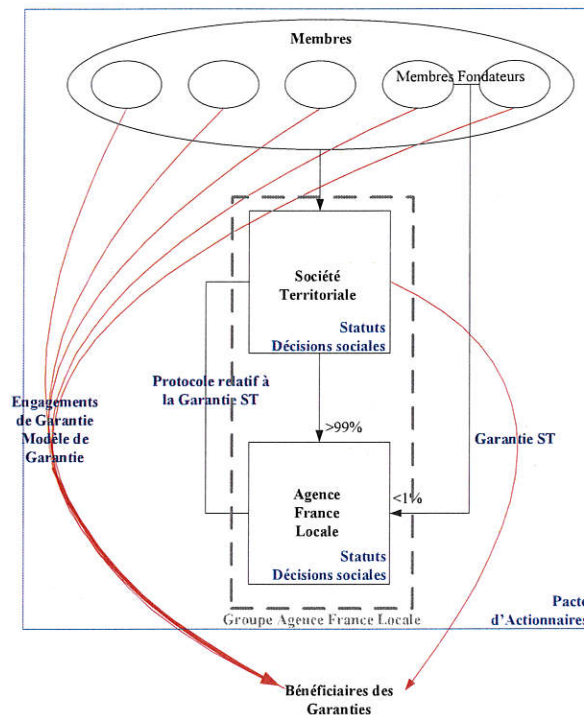 Membres
Membres Fondateurs
Société
Territoriale
Statuts
Décisions sociales
Protocole relatif à
la Garantie ST
Engagements
de Garantie
Modèle de
Garantie
>99%
Garantie ST
<1%
Agence
France
Locale
Statuts
Décisions sociales
Groupe Agence France Locale
Pacte
d'Actionnaires
Bénéficiaires des
Garanties